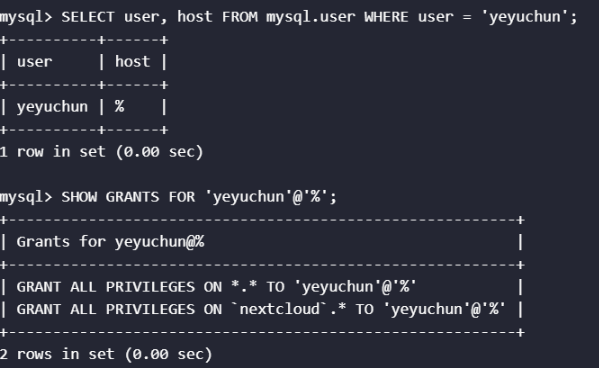 mysql> SELECT user, host FROM mysql.user WHERE user = 'yeyuchun';
+----------+------+
| user     | host |
+----------+------+
| yeyuchun | %    |
+----------+------+
1 row in set (0.00 sec)
mysql> SHOW GRANTS FOR 'yeyuchun'@'%';
+---------------------------------------------------------+
| Grants for yeyuchun@%                                   |
+---------------------------------------------------------+
| GRANT ALL PRIVILEGES ON *.* TO 'yeyuchun'@'%'           |
| GRANT ALL PRIVILEGES ON `nextcloud`.* TO 'yeyuchun'@'%' |
+---------------------------------------------------------+
2 rows in set (0.00 sec)